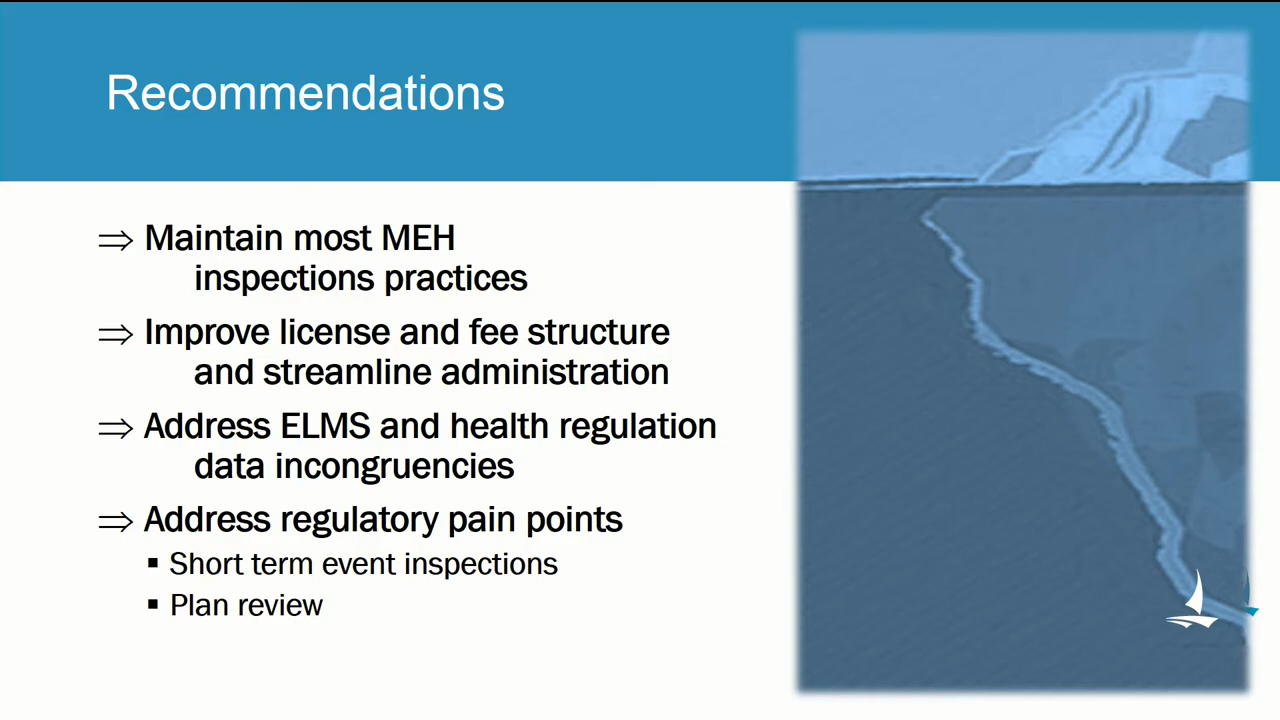 Recommendations
⇒ Maintain most MEH
inspections practices
⇒ Improve license and fee structure
and streamline administration
⇒ Address ELMS and health regulation
data incongruencies
⇒ Address regulatory pain points
▪ Short term event inspections
▪ Plan review